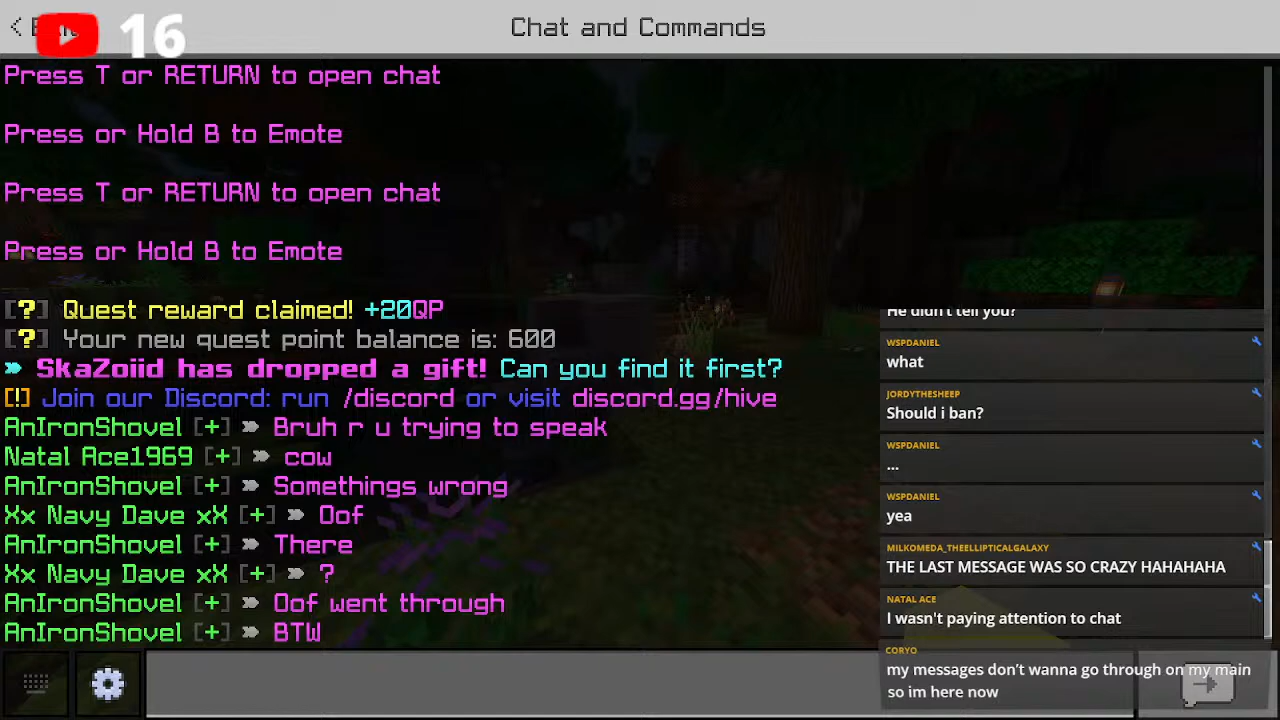 16
Chat and Commands
Press T or RETURN to open chat
Press or Hold B to Emote
Press T or RETURN to open chat
Press or Hold B to Emote
[?] Quest reward claimed! +20QP
[?] Your new quest point balance is: 600
» SkaZoiid has dropped a gift! Can you find it first?
[!] Join our Discord: run /discord or visit discord.gg/hive
AnIronShovel [+] » Bruh r u trying to speak
Natal Ace1969 [+] » cow
AnIronShovel [+] » Somethings wrong
Xx Navy Dave xX [+] » Oof
AnIronShovel [+] » There
Xx Navy Dave xX [+] » ?
AnIronShovel [+] » Oof went through
AnIronShovel [+] » BTW
He didn't tell you?
WSPDANIEL
what
JORDYTHESHEEP
Should i ban?
WSPDANIEL
...
WSPDANIEL
yea
MILKOMEDA_THEELLIPTICALGALAXY
THE LAST MESSAGE WAS SO CRAZY HAHAHAHA
NATAL ACE
I wasn't paying attention to chat
CORYO
my messages don't wanna go through on my main
so im here now